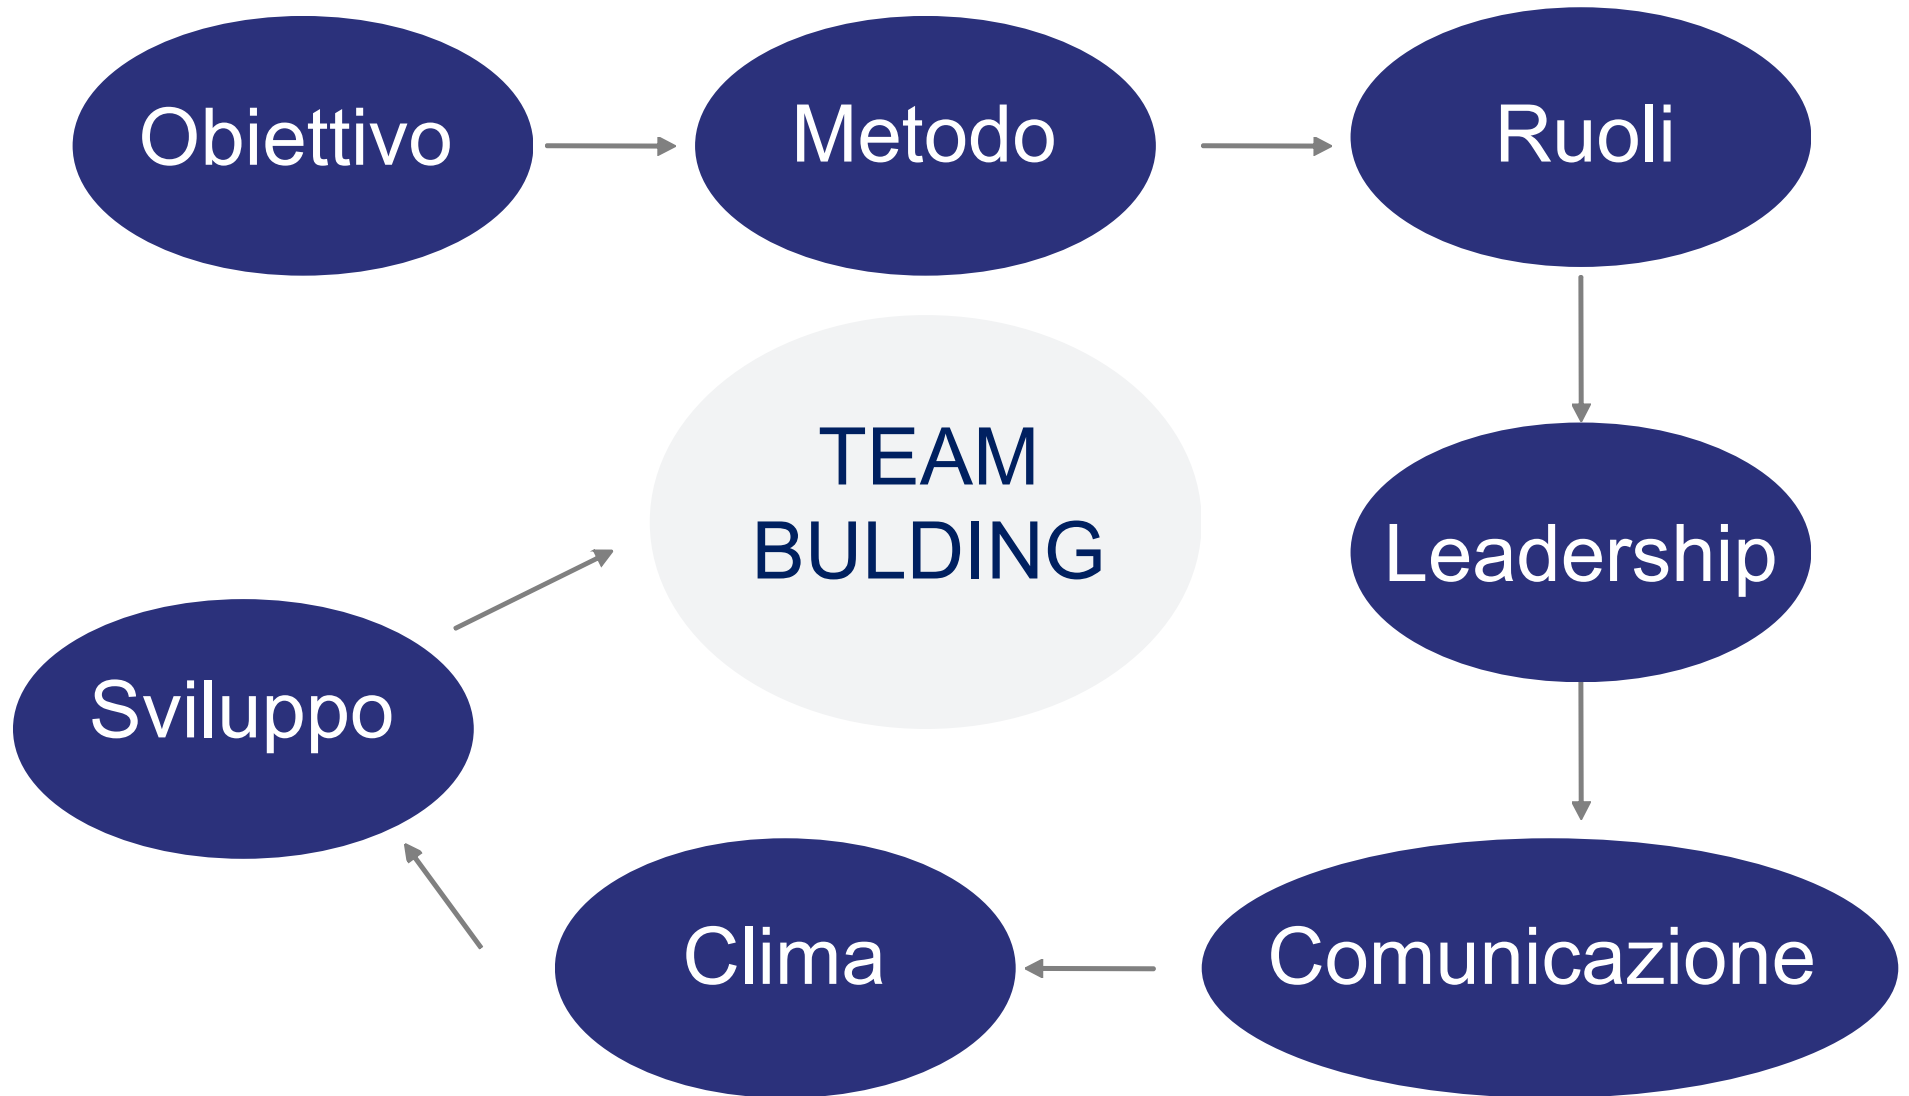 Obiettivo
Metodo
Ruoli
TEAM
BULDING
Leadership
Sviluppo
Clima
Comunicazione